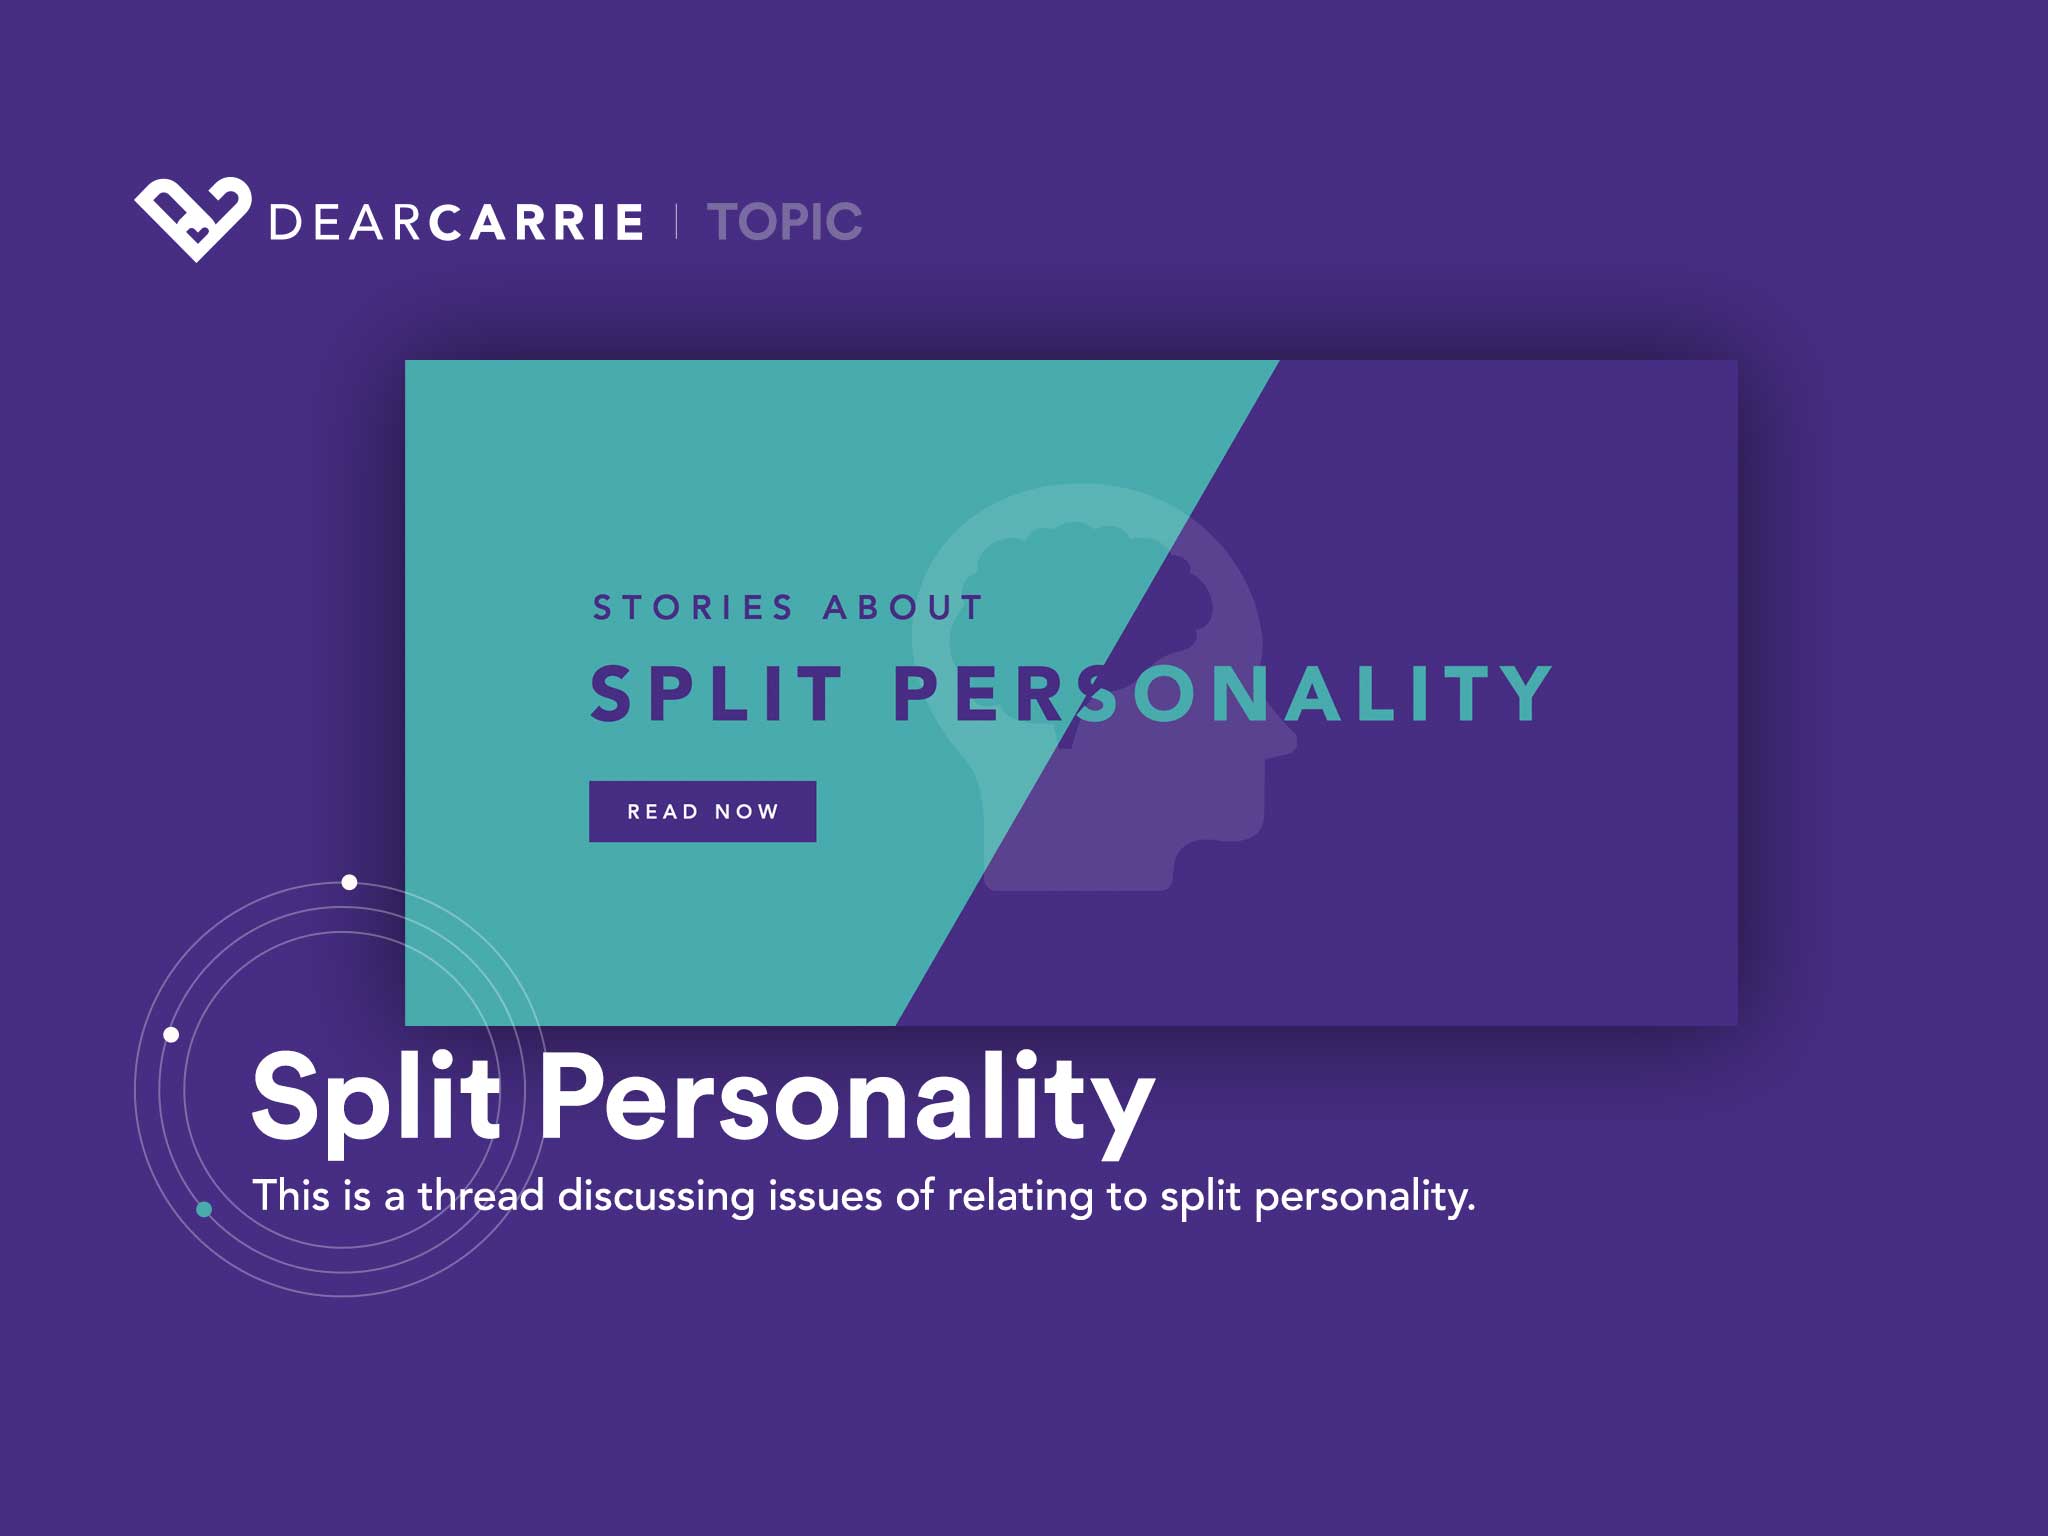 DEARCARRIE | TOPIC
STORIES ABOUT
SPLIT PERSONALITY
READ NOW
Split Personality
This is a thread discussing issues of relating to split personality.